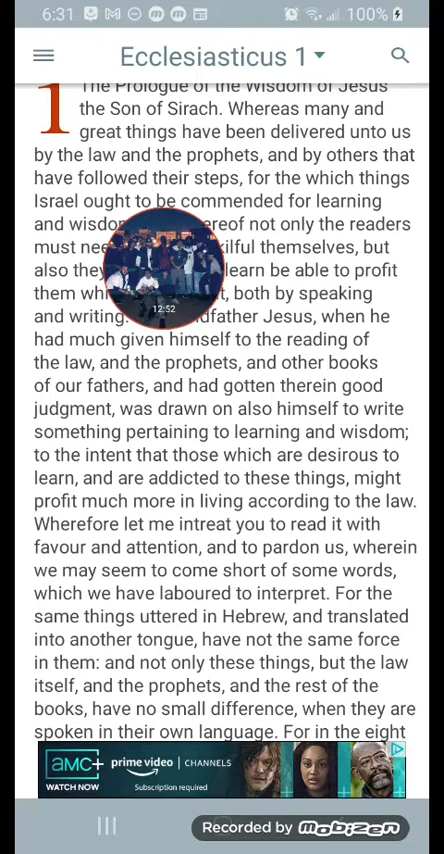 6:31
100%
Ecclesiasticus 1
1 The Prologue of the Wisdom of Jesus
the Son of Sirach. Whereas many and
great things have been delivered unto us
by the law and the prophets, and by others that
have followed their steps, for the which things
Israel ought to be commended for learning
and wisdo ereof not only the readers
must nee kilful themselves, but
also they learn be able to profit
them whi t, both by speaking
12:52
and writing: dfather Jesus, when he
had much given himself to the reading of
the law, and the prophets, and other books
of our fathers, and had gotten therein good
judgment, was drawn on also himself to write
something pertaining to learning and wisdom;
to the intent that those which are desirous to
learn, and are addicted to these things, might
profit much more in living according to the law.
Wherefore let me intreat you to read it with
favour and attention, and to pardon us, wherein
we may seem to come short of some words,
which we have laboured to interpret. For the
same things uttered in Hebrew, and translated
into another tongue, have not the same force
in them: and not only these things, but the law
itself, and the prophets, and the rest of the
books, have no small difference, when they are
spoken in their own language. For in the eight
amc+ prime video | CHANNELS
WATCH NOW Subscription required
Recorded by mobizen